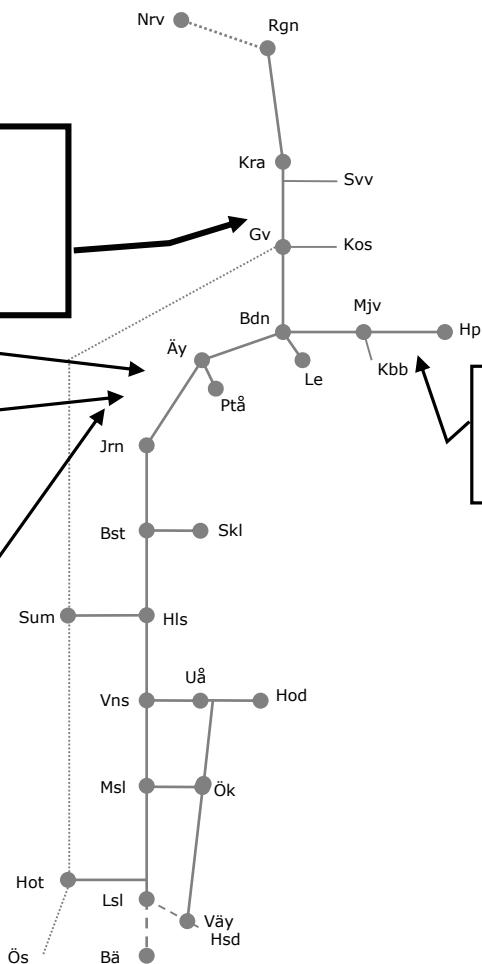 Nrv
Rgn
Kra
Svv
Gv
Kos
Bdn
Mjv
Hp
Äy
Le
Kbb
Ptå
Jrn
Bst
Skl
Sum
Hls
Uå
Vns
Hod
Msl
Ök
Hot
Lsl
Väy
Hsd
Ös
Bä